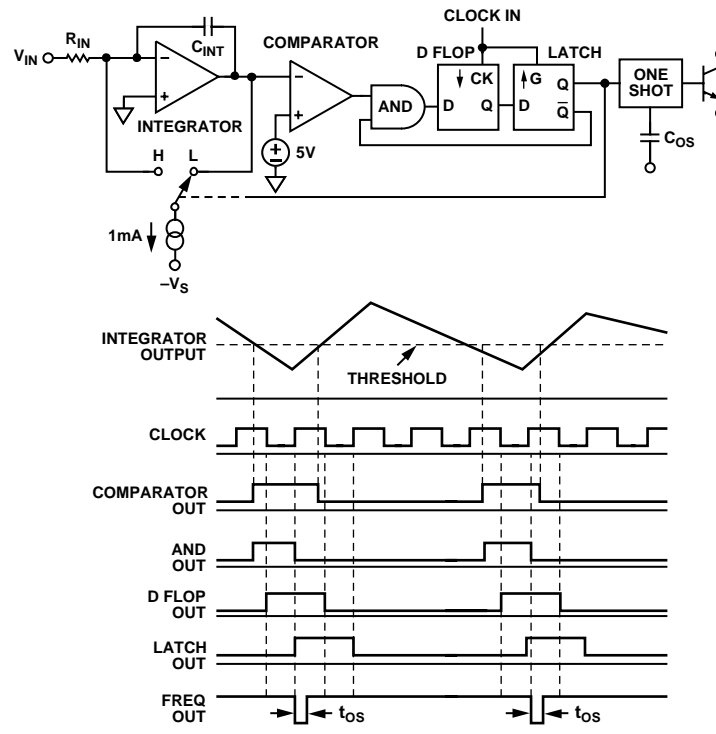 CLOCK IN
V_IN
R_IN
C_INT
−
+
INTEGRATOR
COMPARATOR
−
+
5V
AND
D FLOP
LATCH
CK
D
Q
G
D
Q
Q̅
ONE
SHOT
C_OS
H
L
1mA
–V_S
INTEGRATOR
OUTPUT
THRESHOLD
CLOCK
COMPARATOR
OUT
AND
OUT
D FLOP
OUT
LATCH
OUT
FREQ
OUT
t_OS
t_OS